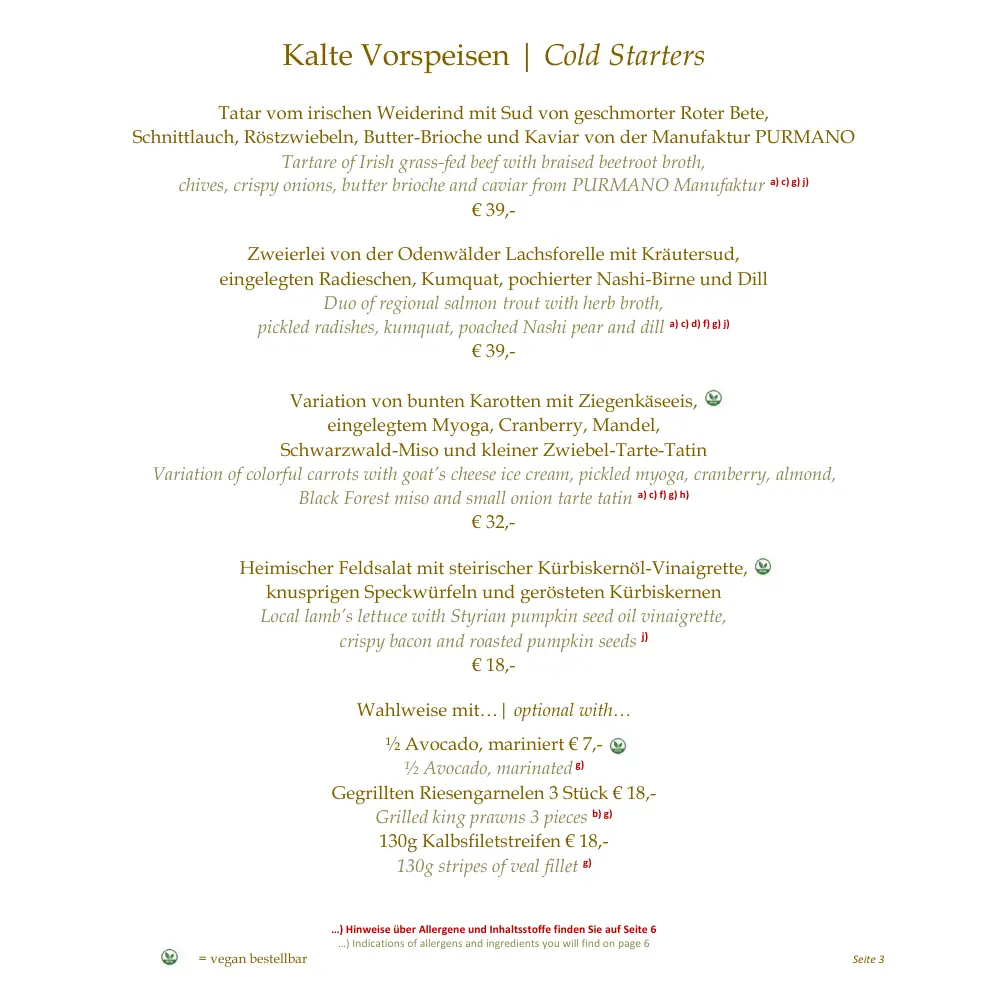 Kalte Vorspeisen | Cold Starters
Tatar vom irischen Weiderind mit Sud von geschmorter Roter Bete,
Schnittlauch, Röstzwiebeln, Butter-Brioche und Kaviar von der Manufaktur PURMANO
Tartare of Irish grass-fed beef with braised beetroot broth,
chives, crispy onions, butter brioche and caviar from PURMANO Manufaktur a) c) g) j)
€ 39,-
Zweierlei von der Odenwälder Lachsforelle mit Kräutersud,
eingelegten Radieschen, Kumquat, pochierter Nashi-Birne und Dill
Duo of regional salmon trout with herb broth,
pickled radishes, kumquat, poached Nashi pear and dill a) c) d) f) g) j)
€ 39,-
Variation von bunten Karotten mit Ziegenkäseeis,
eingelegtem Myoga, Cranberry, Mandel,
Schwarzwald-Miso und kleiner Zwiebel-Tarte-Tatin
Variation of colorful carrots with goat's cheese ice cream, pickled myoga, cranberry, almond,
Black Forest miso and small onion tarte tatin a) c) f) g) h)
€ 32,-
Heimischer Feldsalat mit steirischer Kürbiskernöl-Vinaigrette,
knusprigen Speckwürfeln und gerösteten Kürbiskernen
Local lamb's lettuce with Styrian pumpkin seed oil vinaigrette,
crispy bacon and roasted pumpkin seeds j)
€ 18,-
Wahlweise mit…| optional with…
½ Avocado, mariniert € 7,-
½ Avocado, marinated g)
Gegrillten Riesengarnelen 3 Stück € 18,-
Grilled king prawns 3 pieces b) g)
130g Kalbsfiletstreifen € 18,-
130g stripes of veal fillet g)
…) Hinweise über Allergene und Inhaltsstoffe finden Sie auf Seite 6
…) Indications of allergens and ingredients you will find on page 6
= vegan bestellbar
Seite 3